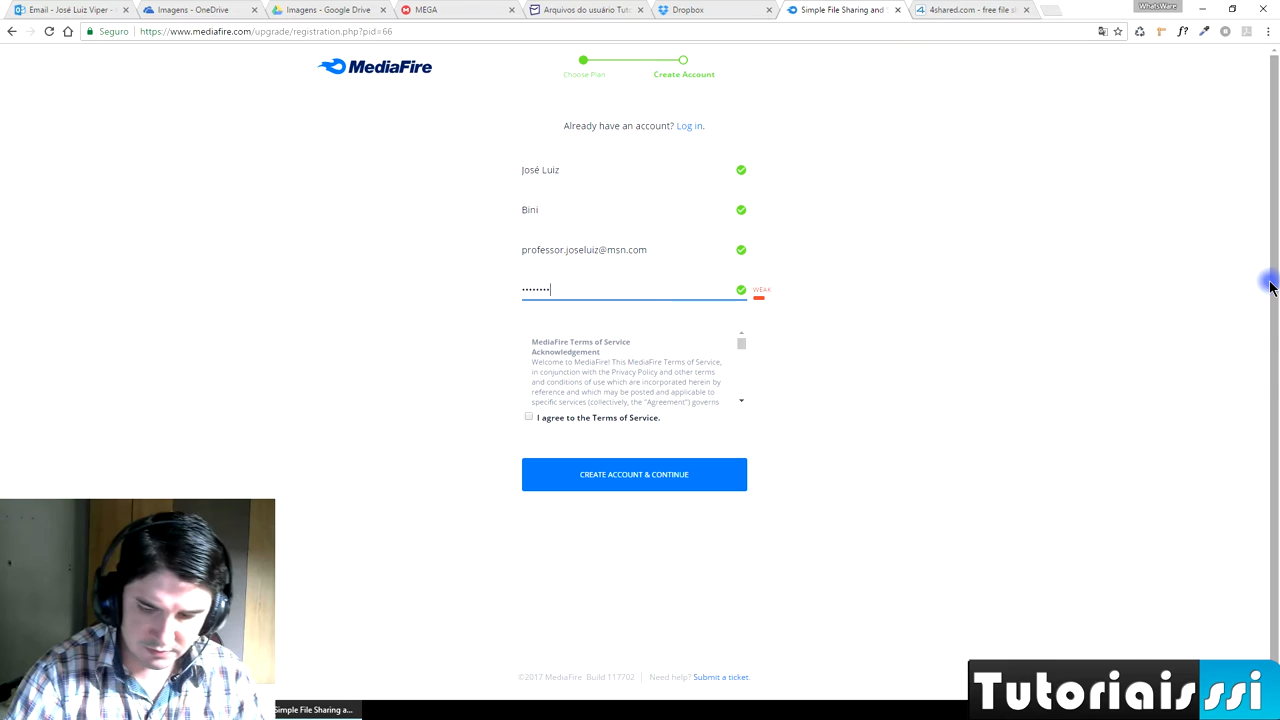 WhatsWare
Email - José Luiz Viper -
Imagens - OneDrive
Imagens - Google Drive
MEGA
Arquivos do usuário Tuto
Dropbox
Simple File Sharing and
4shared.com - free file sh
Seguro
https://www.mediafire.com/upgrade/registration.php?pid=66
MediaFire
Choose Plan
Create Account
Already have an account? Log in.
José Luiz
Bini
professor.joseluiz@msn.com
••••••••
WEAK
MediaFire Terms of Service
Acknowledgement
Welcome to MediaFire! This MediaFire Terms of Service,
in conjunction with the Privacy Policy and other terms
and conditions of use which are incorporated herein by
reference and which may be posted and applicable to
specific services (collectively, the "Agreement") governs
I agree to the Terms of Service.
CREATE ACCOUNT & CONTINUE
©2017 MediaFire Build 117702 | Need help? Submit a ticket
Tutoriais ssi
Simple File Sharing a...